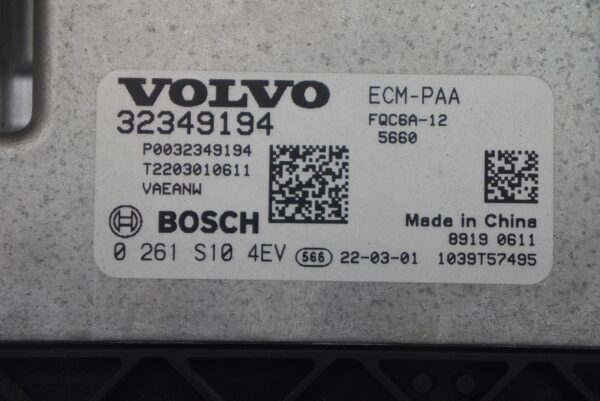 VOLVO ECM-PAA
32349194 FQC6A-12
5660
P0032349194
T2203010611
VAEANW
BOSCH Made in China
8919 0611
0 261 S10 4EV 566 22-03-01 1039T57495